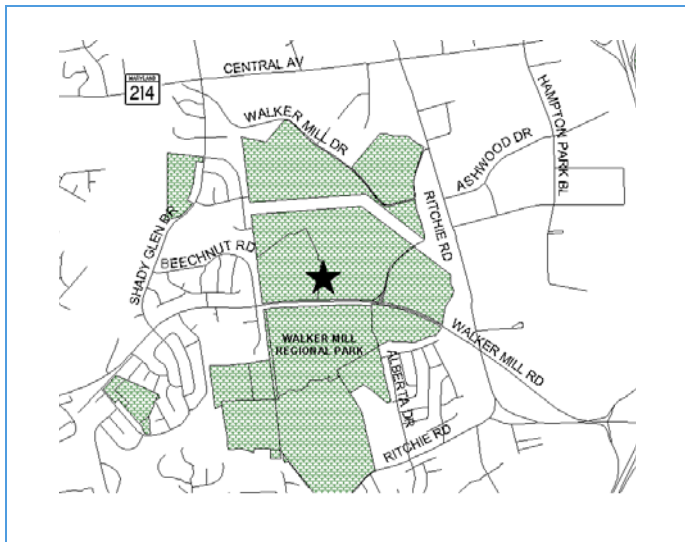 CENTRAL AV
MARYLAND
214
WALKER MILL DR
HAMPTON PARK BL
ASHWOOD DR
RITCHIE RD
SHADY GLEN DR
BEECHNUT RD
WALKER MILL
REGIONAL PARK
WALKER MILL RD
ALBERTA DR
RITCHIE RD